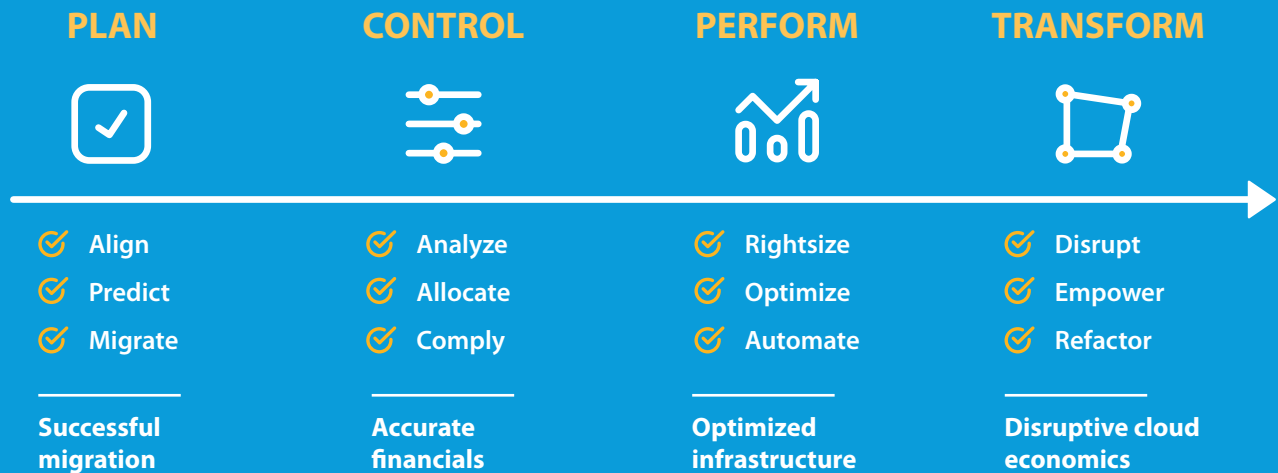 PLAN
CONTROL
PERFORM
TRANSFORM
Align
Predict
Migrate
Successful
migration
Analyze
Allocate
Comply
Accurate
financials
Rightsize
Optimize
Automate
Optimized
infrastructure
Disrupt
Empower
Refactor
Disruptive cloud
economics